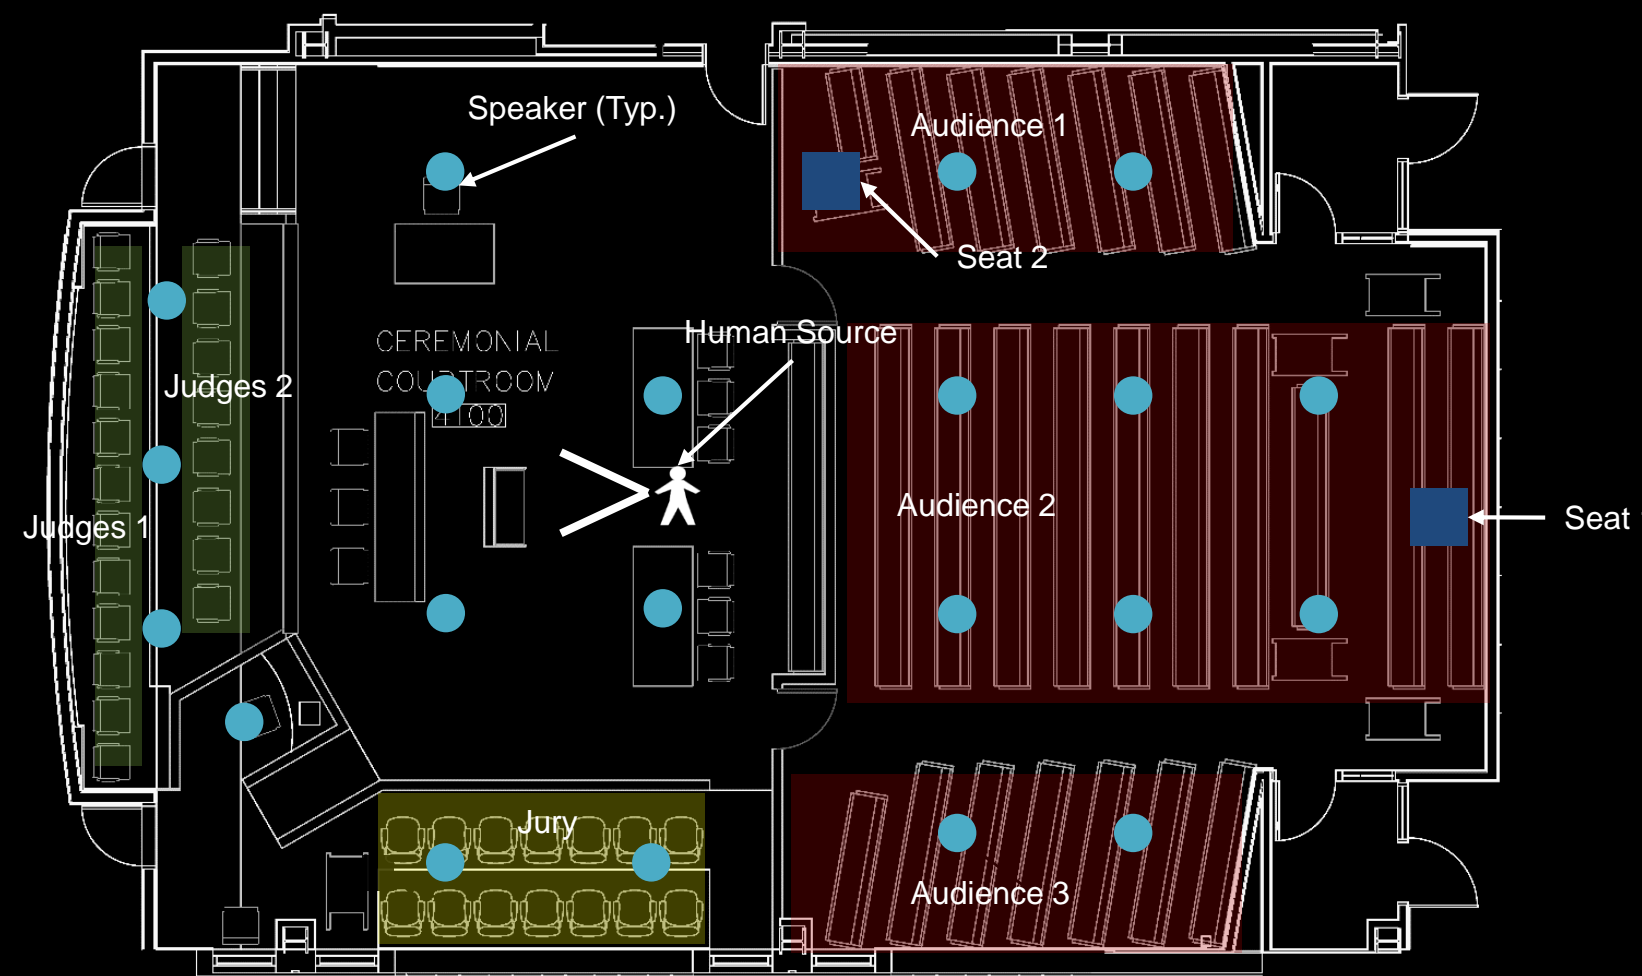 Speaker (Typ.)
Audience 1
Seat 2
Human Source
CEREMONIAL
COURTROOM
4100
Judges 2
Audience 2
Judges 1
Seat
Jury
Audience 3